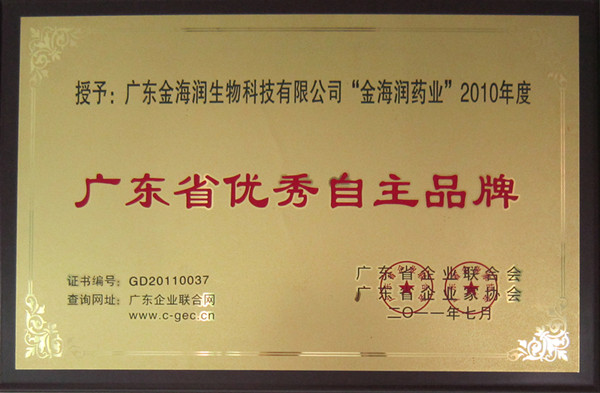 授予：广东金海润生物科技有限公司“金海润药业”2010年度
广东省优秀自主品牌
证书编号：GD20110037
查询网址：广东企业联合网
www.c-gec.cn
广东省企业联合会
广东省企业家协会
二〇一一年七月